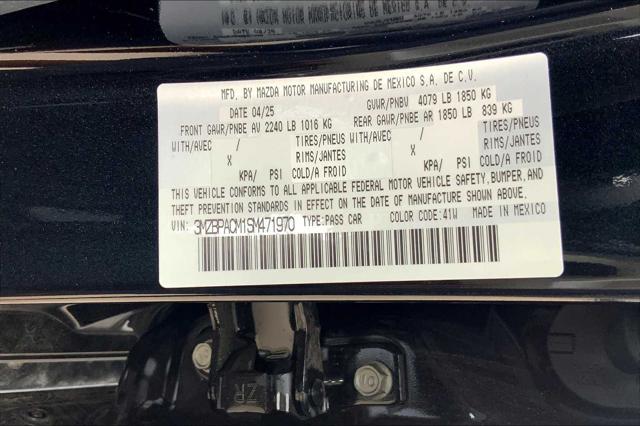 MFD. BY MAZDA MOTOR MANUFACTURING DE MEXICO S.A. DE C.V.
DATE 04/25 GVWR/PNBV 4079 LB 1850 KG
FRONT GAWR/PNBE AV 2240 LB 1016 KG REAR GAWR/PNBE AR 1850 LB 839 KG
WITH/AVEC / TIRES/PNEUS WITH/AVEC / TIRES/PNEUS
X RIMS/JANTES X RIMS/JANTES
KPA/ PSI COLD/A FROID KPA/ PSI COLD/A FROID
THIS VEHICLE CONFORMS TO ALL APPLICABLE FEDERAL MOTOR VEHICLE SAFETY, BUMPER, AND
THEFT PREVENTION STANDARDS IN EFFECT ON THE DATE OF MANUFACTURE SHOWN ABOVE.
VIN: 3MZBPACM1SM471970 TYPE: PASS CAR COLOR CODE: 41W MADE IN MEXICO
ZR
10